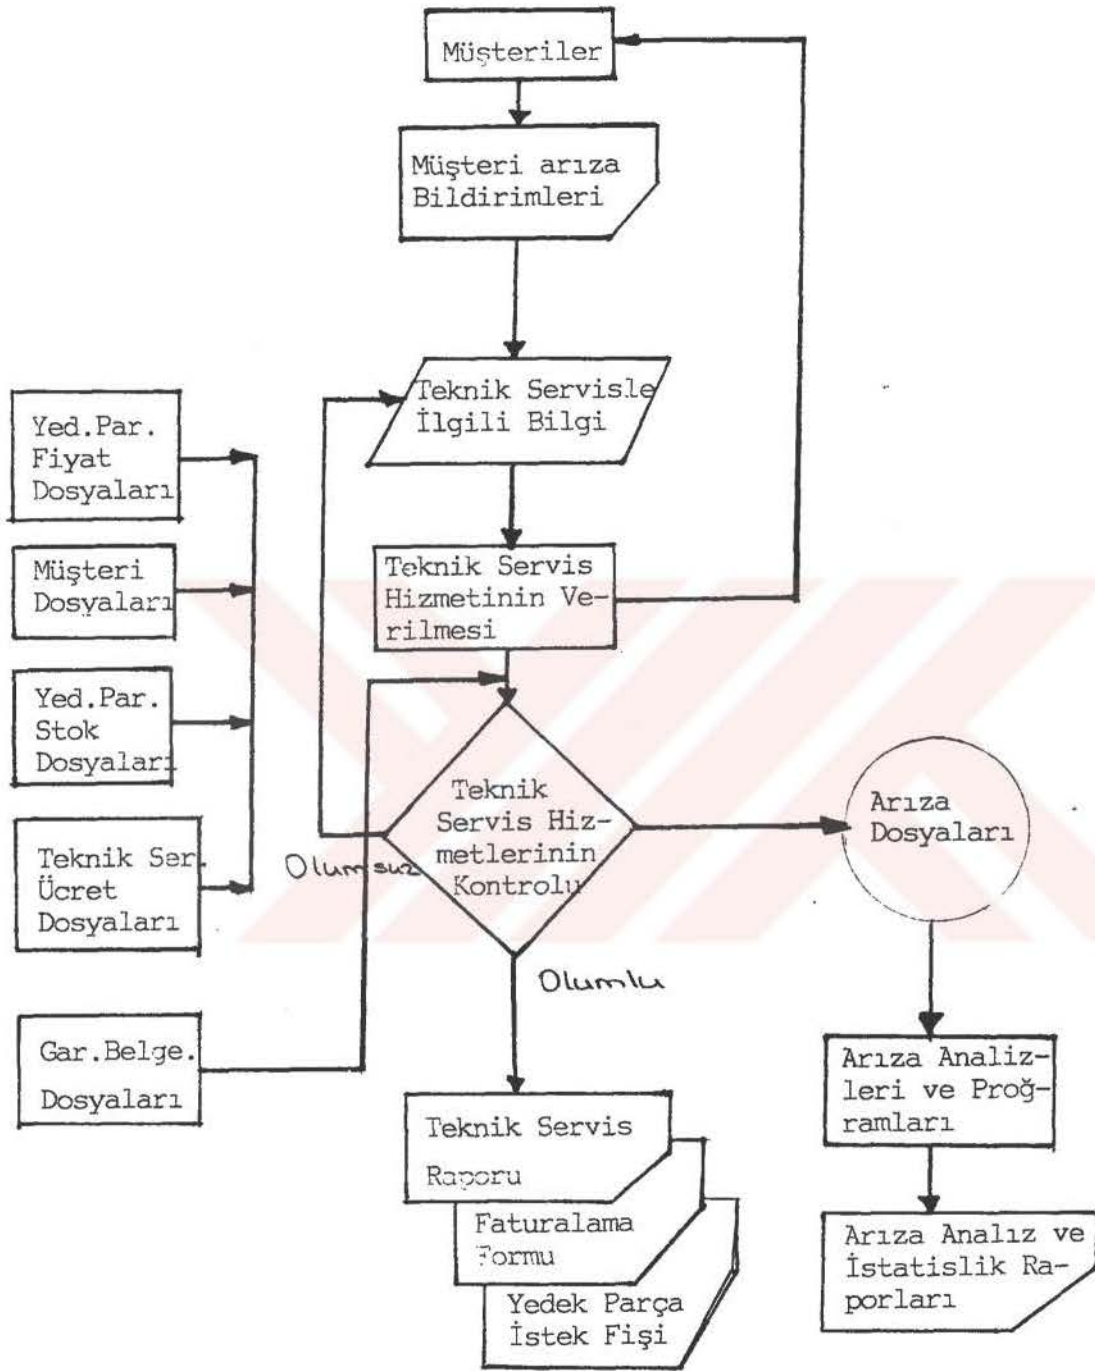 Müşteriler
Müşteri arıza
Bildirimleri
Teknik Servisle
İlgili Bilgi
Yed.Par.
Fiyat
Dosyaları
Müşteri
Dosyaları
Yed.Par.
Stok
Dosyaları
Teknik Ser.
Ücret
Dosyaları
Gar.Belge.
Dosyaları
Teknik Servis
Hizmetinin Ve-
rilmesi
Teknik
Servis Hiz-
metlerinin
Kontrolu
Olumsuz
Olumlu
Arıza
Dosyaları
Teknik Servis
Raporu
Faturalama
Formu
Yedek Parça
İstek Fişi
Arıza Analiz-
leri ve Proğ-
ramları
Arıza Analız ve
İstatislik Ra-
porları